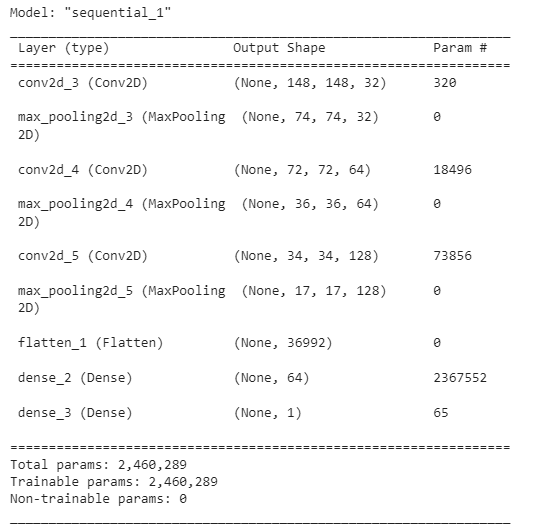 Model: "sequential_1"
_________________________________________________________________
Layer (type) Output Shape Param #
=================================================================
conv2d_3 (Conv2D) (None, 148, 148, 32) 320
max_pooling2d_3 (MaxPooling (None, 74, 74, 32) 0
2D)
conv2d_4 (Conv2D) (None, 72, 72, 64) 18496
max_pooling2d_4 (MaxPooling (None, 36, 36, 64) 0
2D)
conv2d_5 (Conv2D) (None, 34, 34, 128) 73856
max_pooling2d_5 (MaxPooling (None, 17, 17, 128) 0
2D)
flatten_1 (Flatten) (None, 36992) 0
dense_2 (Dense) (None, 64) 2367552
dense_3 (Dense) (None, 1) 65
=================================================================
Total params: 2,460,289
Trainable params: 2,460,289
Non-trainable params: 0
_________________________________________________________________